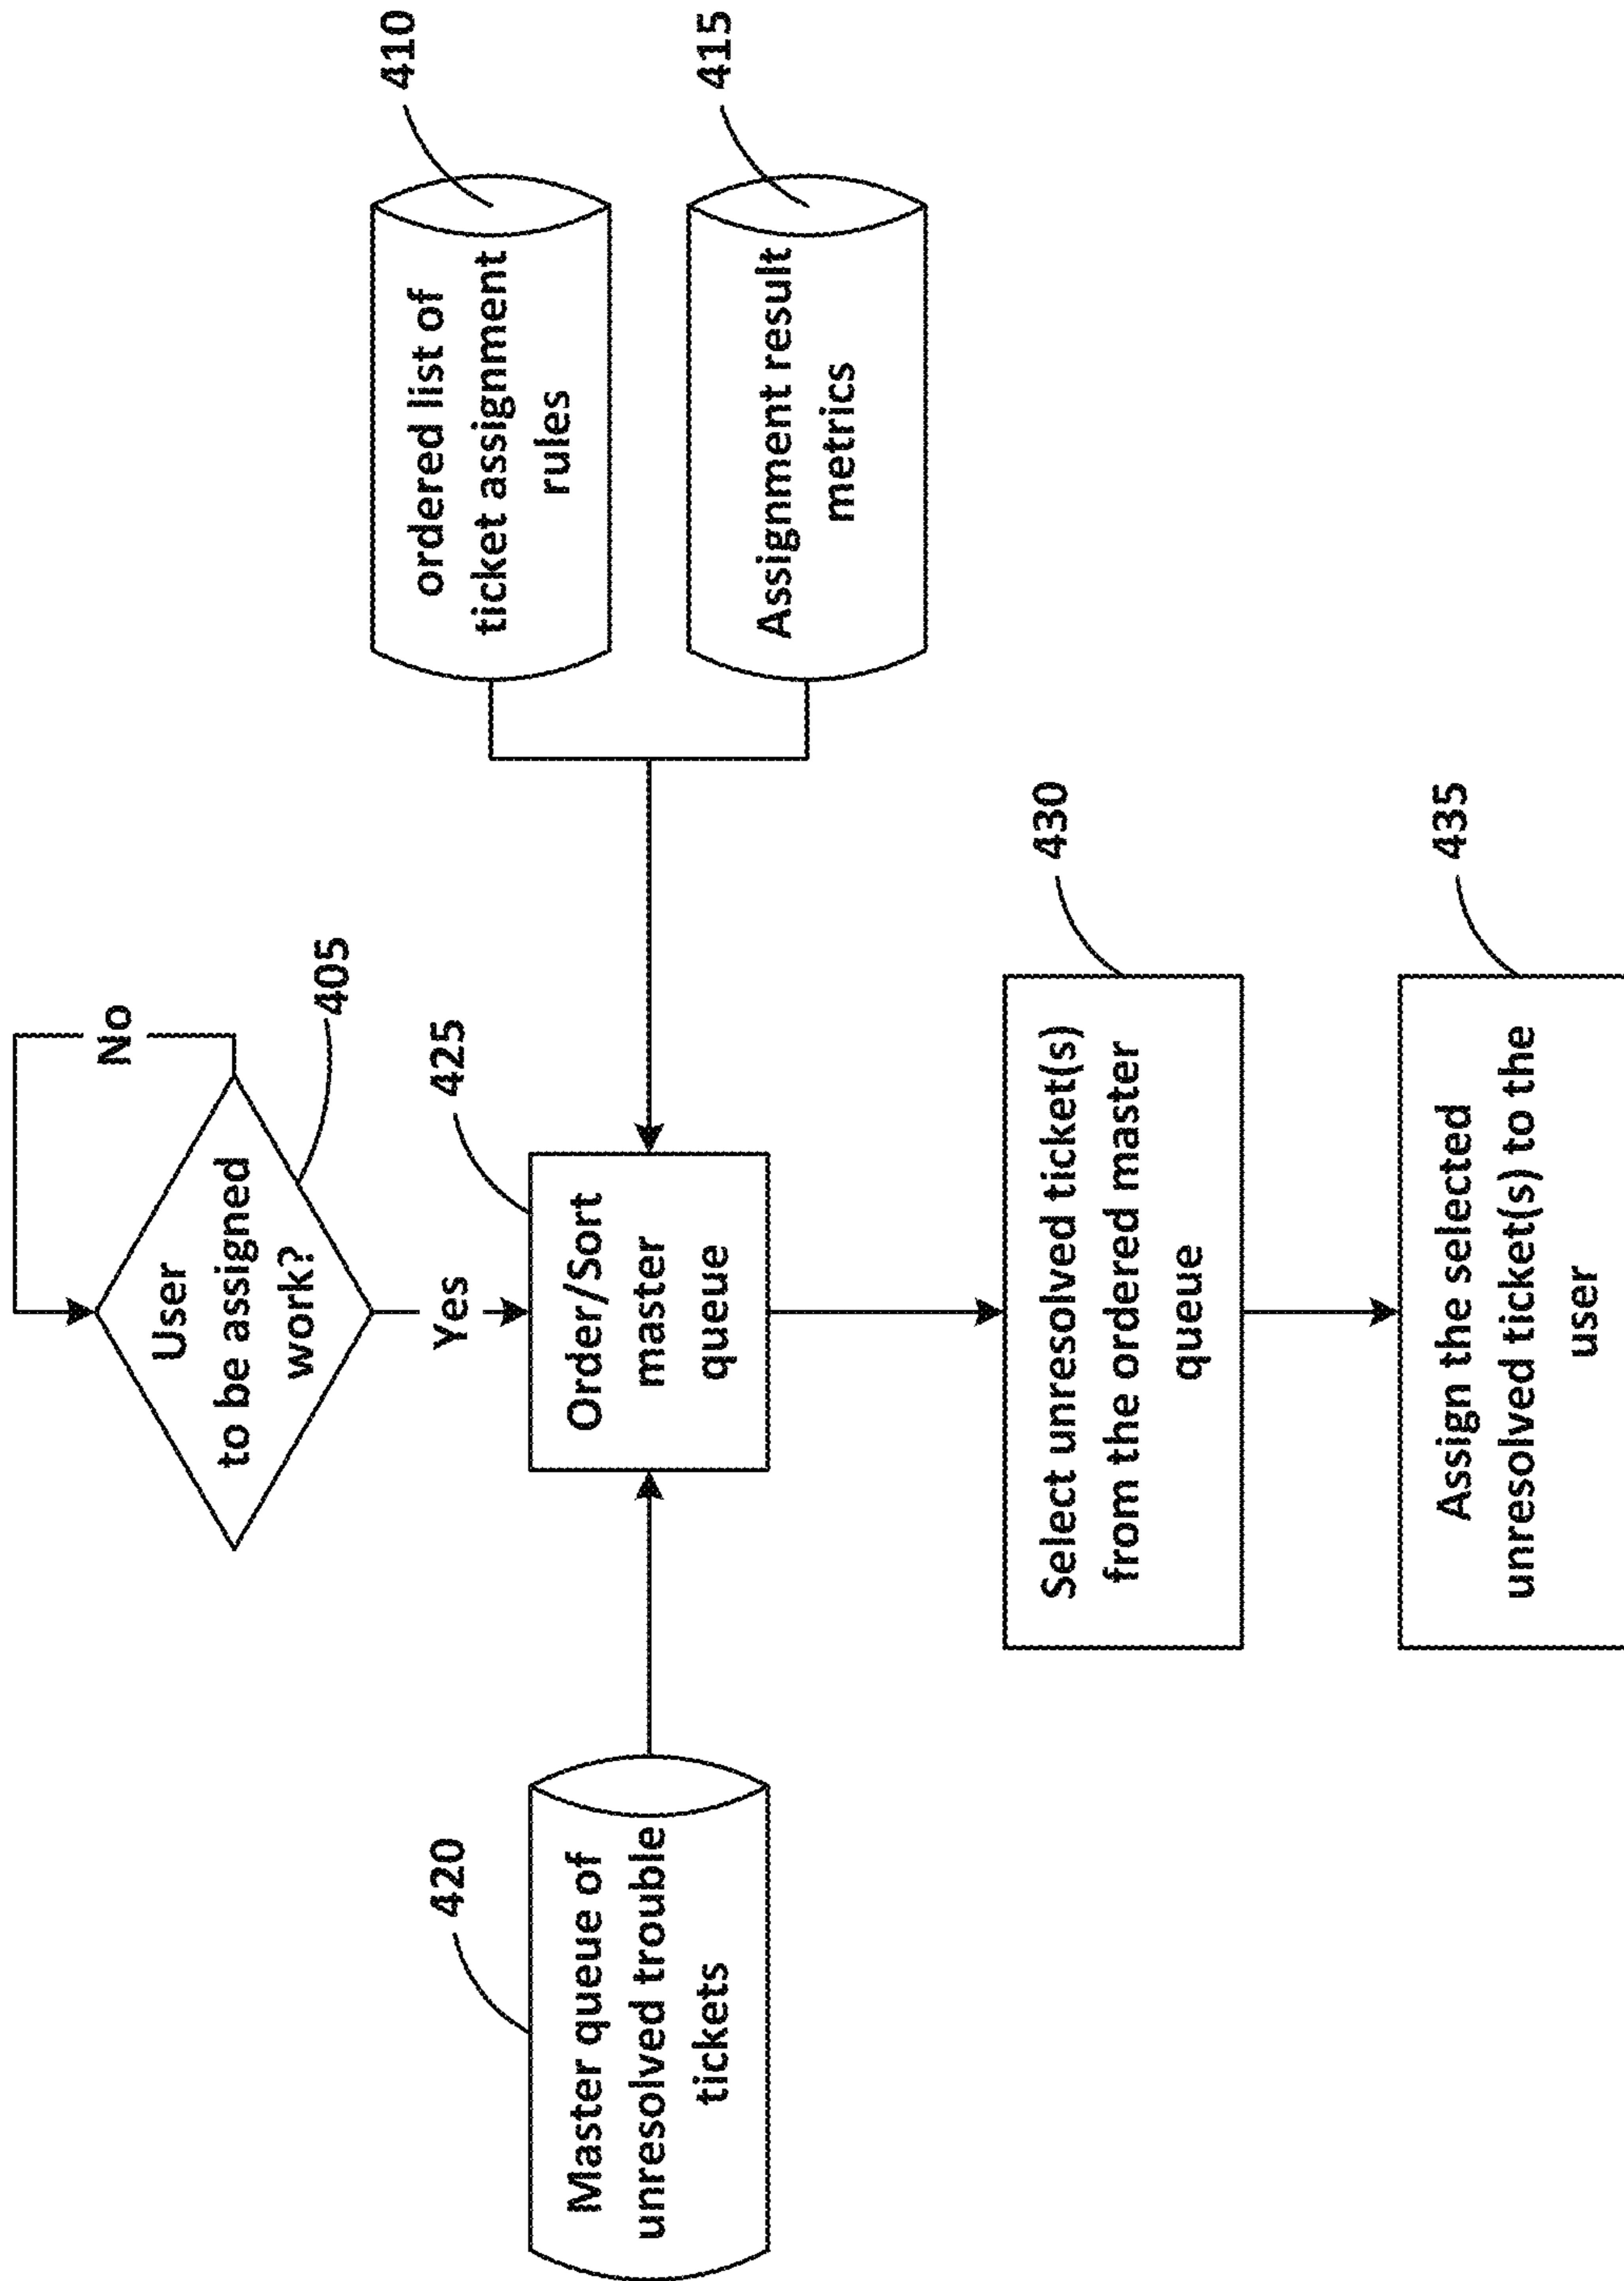 No
User
to be assigned
work?
405
Yes
410
ordered list of
ticket assignment
rules
415
Assignment result
metrics
420
Master queue of
unresolved trouble
tickets
425
Order/Sort
master
queue
430
Select unresolved ticket(s)
from the ordered master
queue
435
Assign the selected
unresolved ticket(s) to the
user